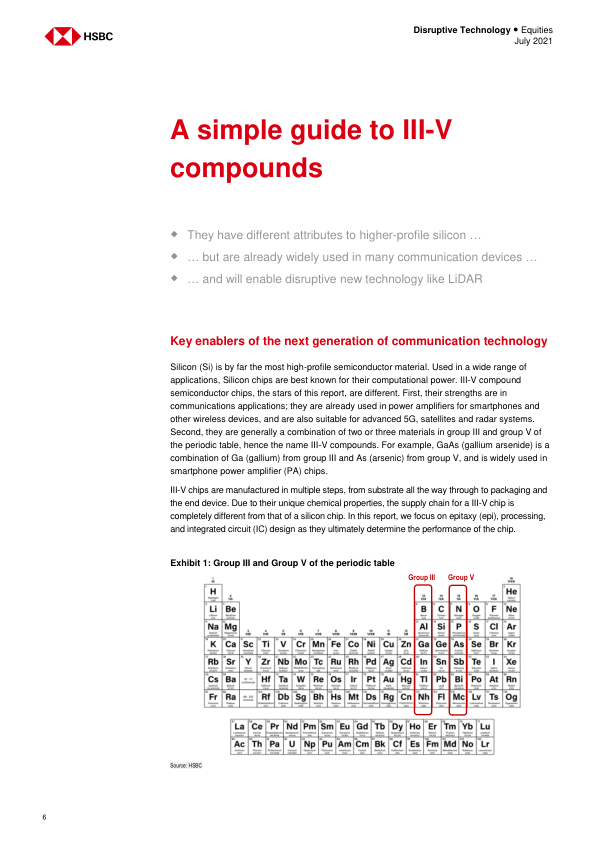 HSBC
Disruptive Technology ● Equities
July 2021
A simple guide to III-V
compounds
◆ They have different attributes to higher-profile silicon …
◆ … but are already widely used in many communication devices …
◆ … and will enable disruptive new technology like LiDAR
Key enablers of the next generation of communication technology
Silicon (Si) is by far the most high-profile semiconductor material. Used in a wide range of
applications, Silicon chips are best known for their computational power. III-V compound
semiconductor chips, the stars of this report, are different. First, their strengths are in
communications applications; they are already used in power amplifiers for smartphones and
other wireless devices, and are also suitable for advanced 5G, satellites and radar systems.
Second, they are generally a combination of two or three materials in group III and group V of
the periodic table, hence the name III-V compounds. For example, GaAs (gallium arsenide) is a
combination of Ga (gallium) from group III and As (arsenic) from group V, and is widely used in
smartphone power amplifier (PA) chips.
III-V chips are manufactured in multiple steps, from substrate all the way through to packaging and
the end device. Due to their unique chemical properties, the supply chain for a III-V chip is
completely different from that of a silicon chip. In this report, we focus on epitaxy (epi), processing,
and integrated circuit (IC) design as they ultimately determine the performance of the chip.
Exhibit 1: Group III and Group V of the periodic table
Group III Group V
H He
Li Be B C N O F Ne
Na Mg Al Si P S Cl Ar
K Ca Sc Ti V Cr Mn Fe Co Ni Cu Zn Ga Ge As Se Br Kr
Rb Sr Y Zr Nb Mo Tc Ru Rh Pd Ag Cd In Sn Sb Te I Xe
Cs Ba Hf Ta W Re Os Ir Pt Au Hg Tl Pb Bi Po At Rn
Fr Ra Rf Db Sg Bh Hs Mt Ds Rg Cn Nh Fl Mc Lv Ts Og
La Ce Pr Nd Pm Sm Eu Gd Tb Dy Ho Er Tm Yb Lu
Ac Th Pa U Np Pu Am Cm Bk Cf Es Fm Md No Lr
Source: HSBC
6